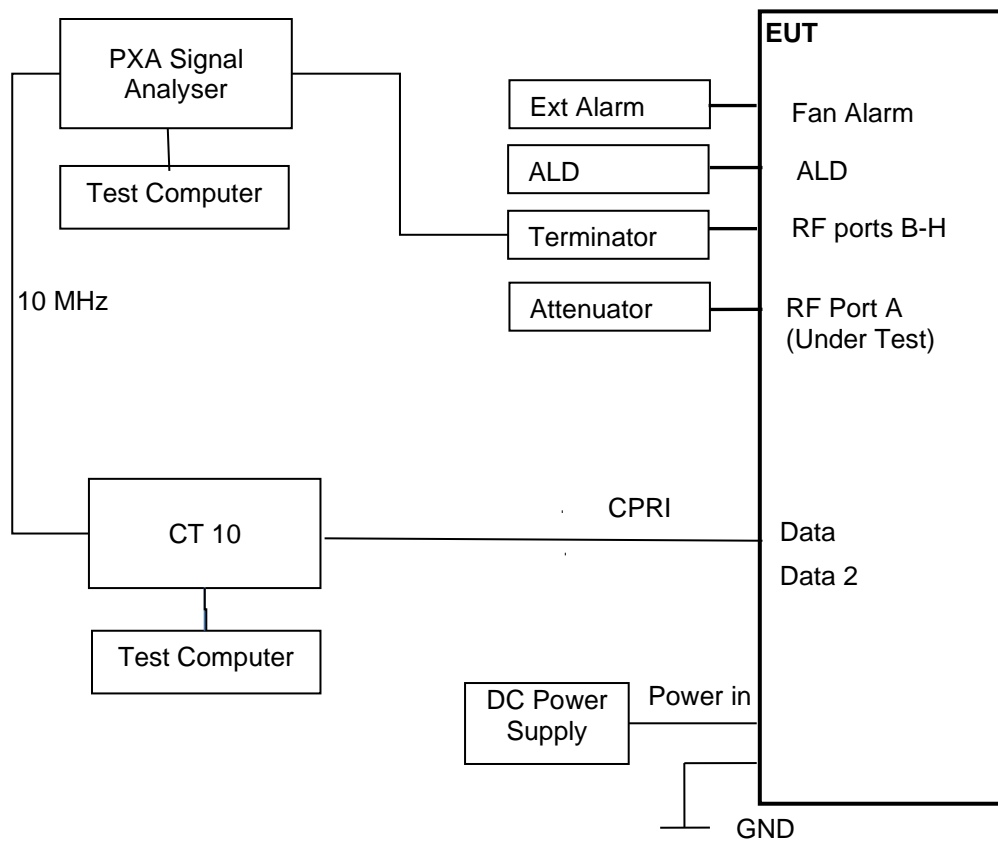 EUT
PXA Signal
Analyser
Ext Alarm
Fan Alarm
ALD
ALD
Test Computer
Terminator
RF ports B-H
10 MHz
Attenuator
RF Port A
(Under Test)
CPRI
CT 10
Data
Data 2
Test Computer
DC Power
Supply
Power in
GND